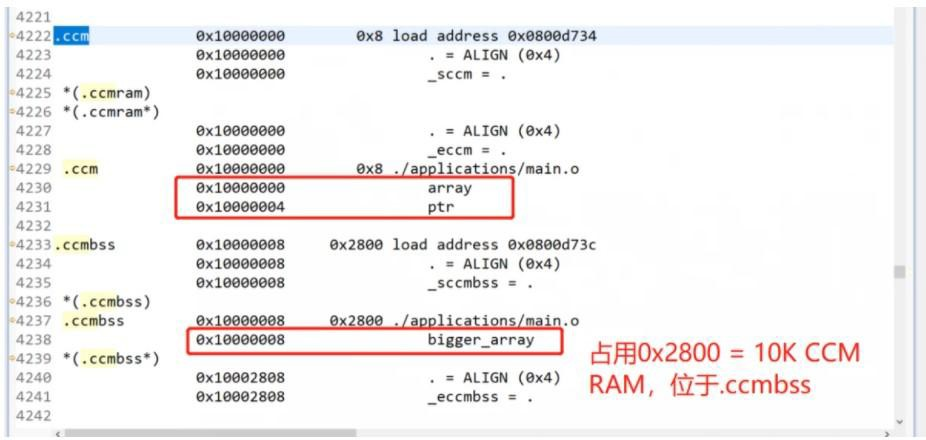 4221
4222 .ccm 0x10000000 0x8 load address 0x0800d734
4223 0x10000000 . = ALIGN (0x4)
4224 0x10000000 _sccm = .
4225 *(.ccmram)
4226 *(.ccmram*)
4227 0x10000000 . = ALIGN (0x4)
4228 0x10000000 _eccm = .
4229 .ccm 0x10000000 0x8 ./applications/main.o
4230 0x10000000 array
4231 0x10000004 ptr
4232
4233 .ccmbss 0x10000008 0x2800 load address 0x0800d73c
4234 0x10000008 . = ALIGN (0x4)
4235 0x10000008 _sccmbss = .
4236 *(.ccmbss)
4237 .ccmbss 0x10000008 0x2800 ./applications/main.o
4238 0x10000008 bigger_array
4239 *(.ccmbss*)
4240 0x10002808 . = ALIGN (0x4)
4241 0x10002808 _eccmbss = .
4242
占用0x2800 = 10K CCM
RAM，位于.ccmbss